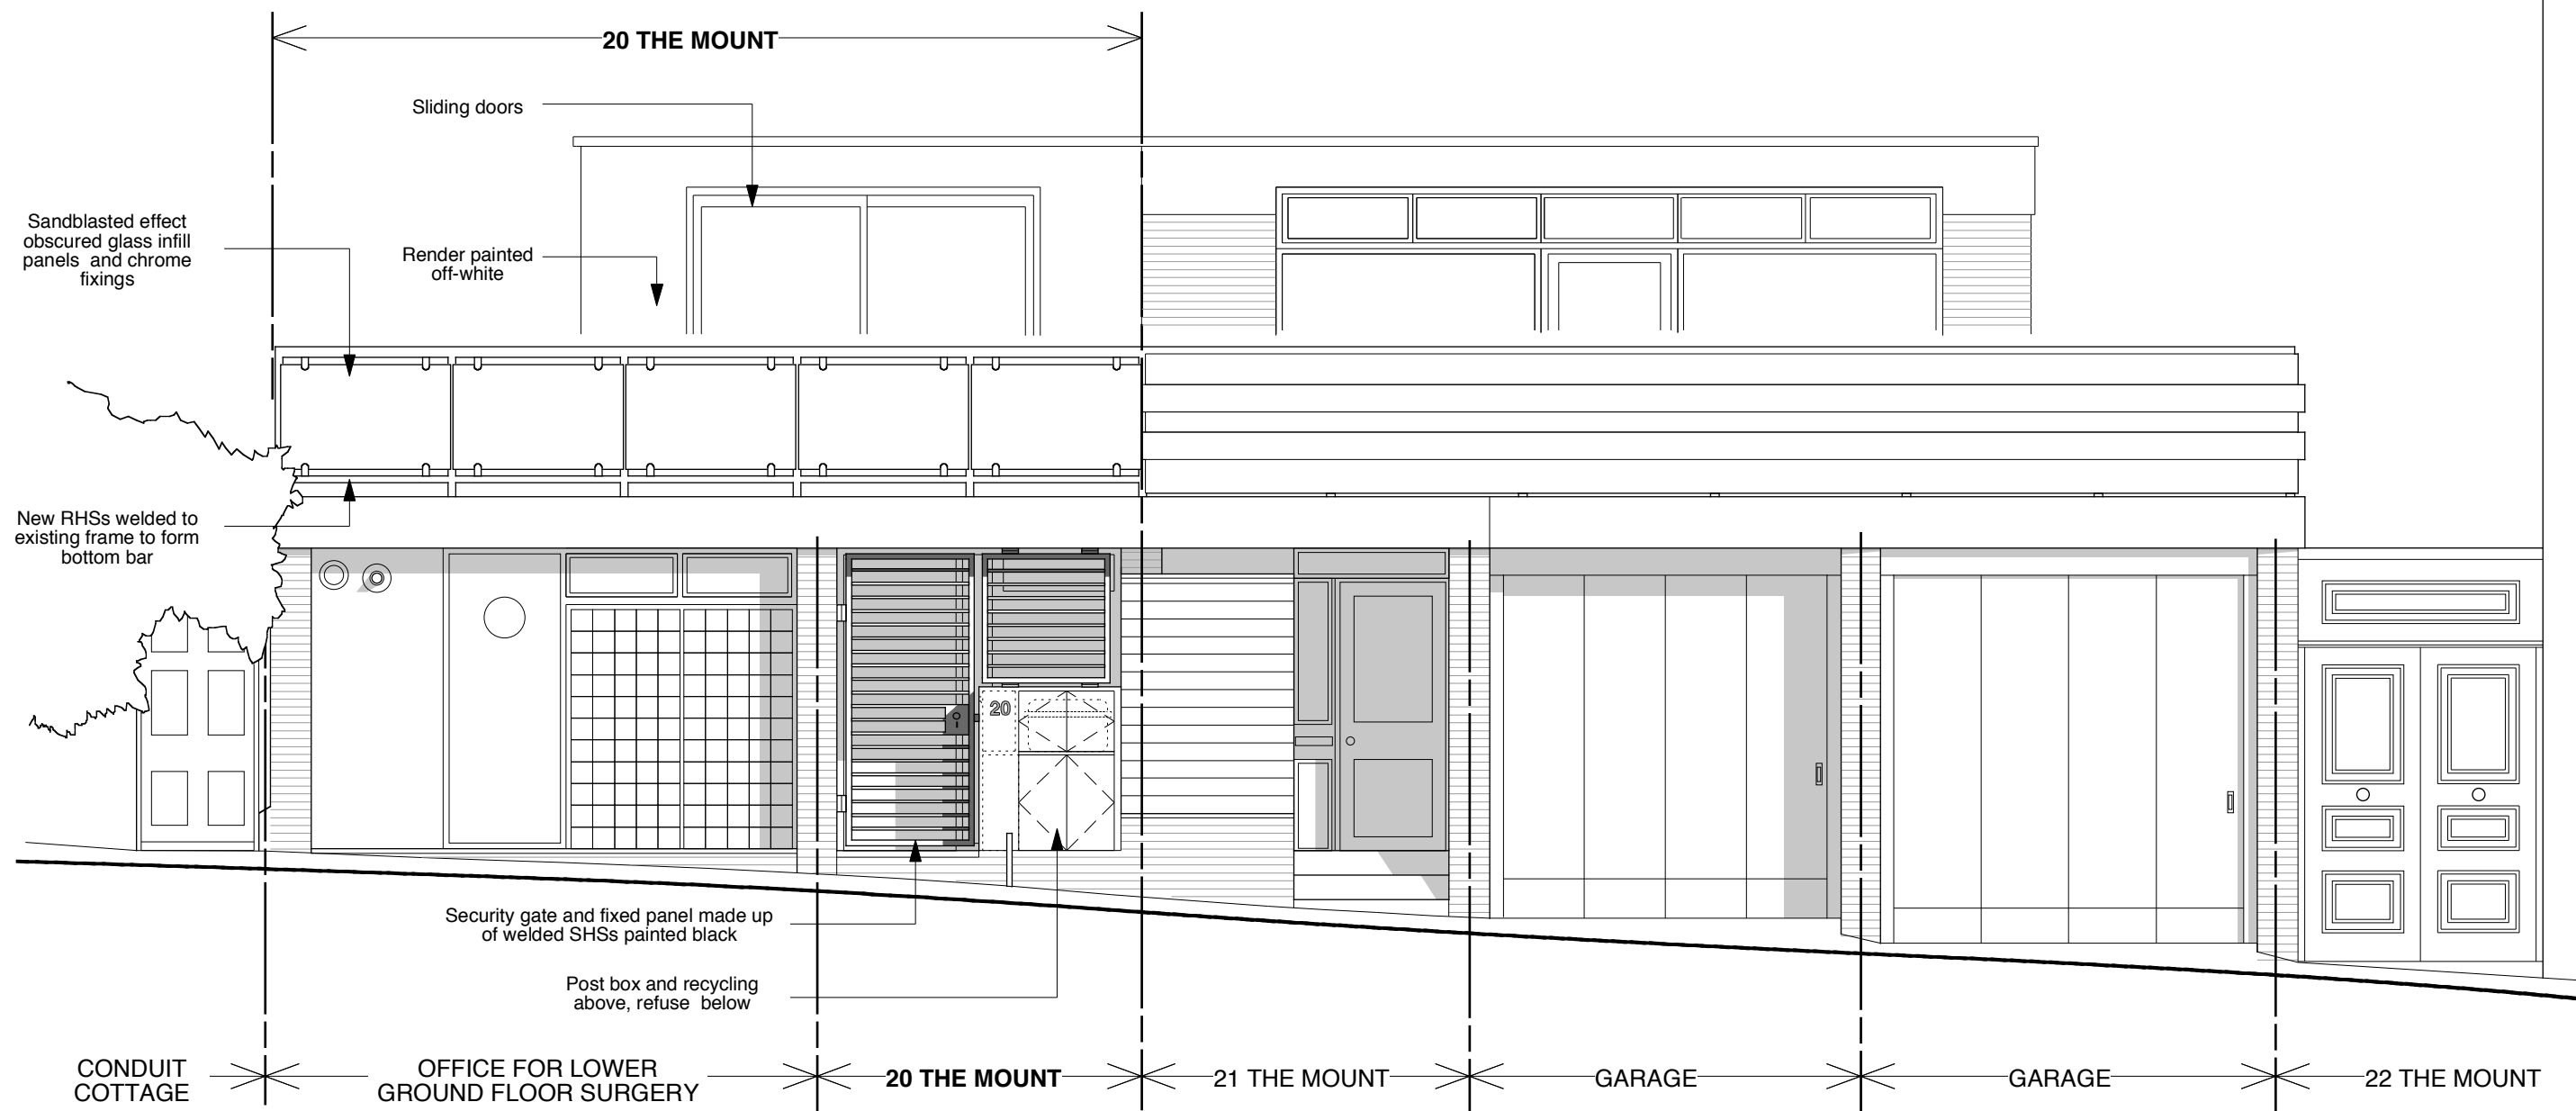 20 THE MOUNT
Sliding doors
Sandblasted effect
obscured glass infill
panels and chrome
fixings
Render painted
off-white
New RHSs welded to
existing frame to form
bottom bar
20
Security gate and fixed panel made up
of welded SHSs painted black
Post box and recycling
above, refuse below
CONDUIT
COTTAGE
OFFICE FOR LOWER
GROUND FLOOR SURGERY
20 THE MOUNT
21 THE MOUNT
GARAGE
GARAGE
22 THE MOUNT